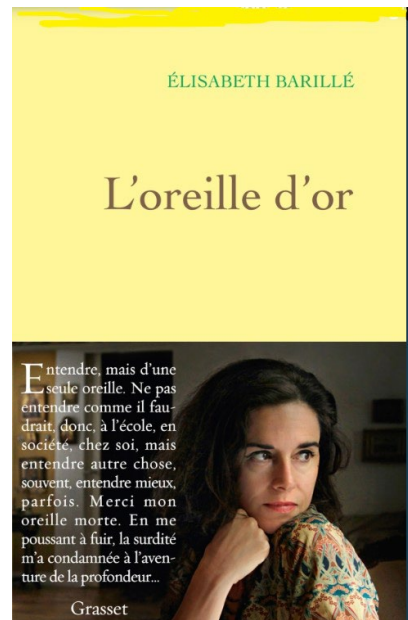 ÉLISABETH BARILLÉ
L'oreille d'or
Entendre, mais d'une
seule oreille. Ne pas
entendre comme il fau-
drait, donc, à l'école, en
société, chez soi, mais
entendre autre chose,
souvent, entendre mieux,
parfois. Merci mon
oreille morte. En me
poussant à fuir, la surdité
m'a condamnée à l'aven-
ture de la profondeur...
Grasset